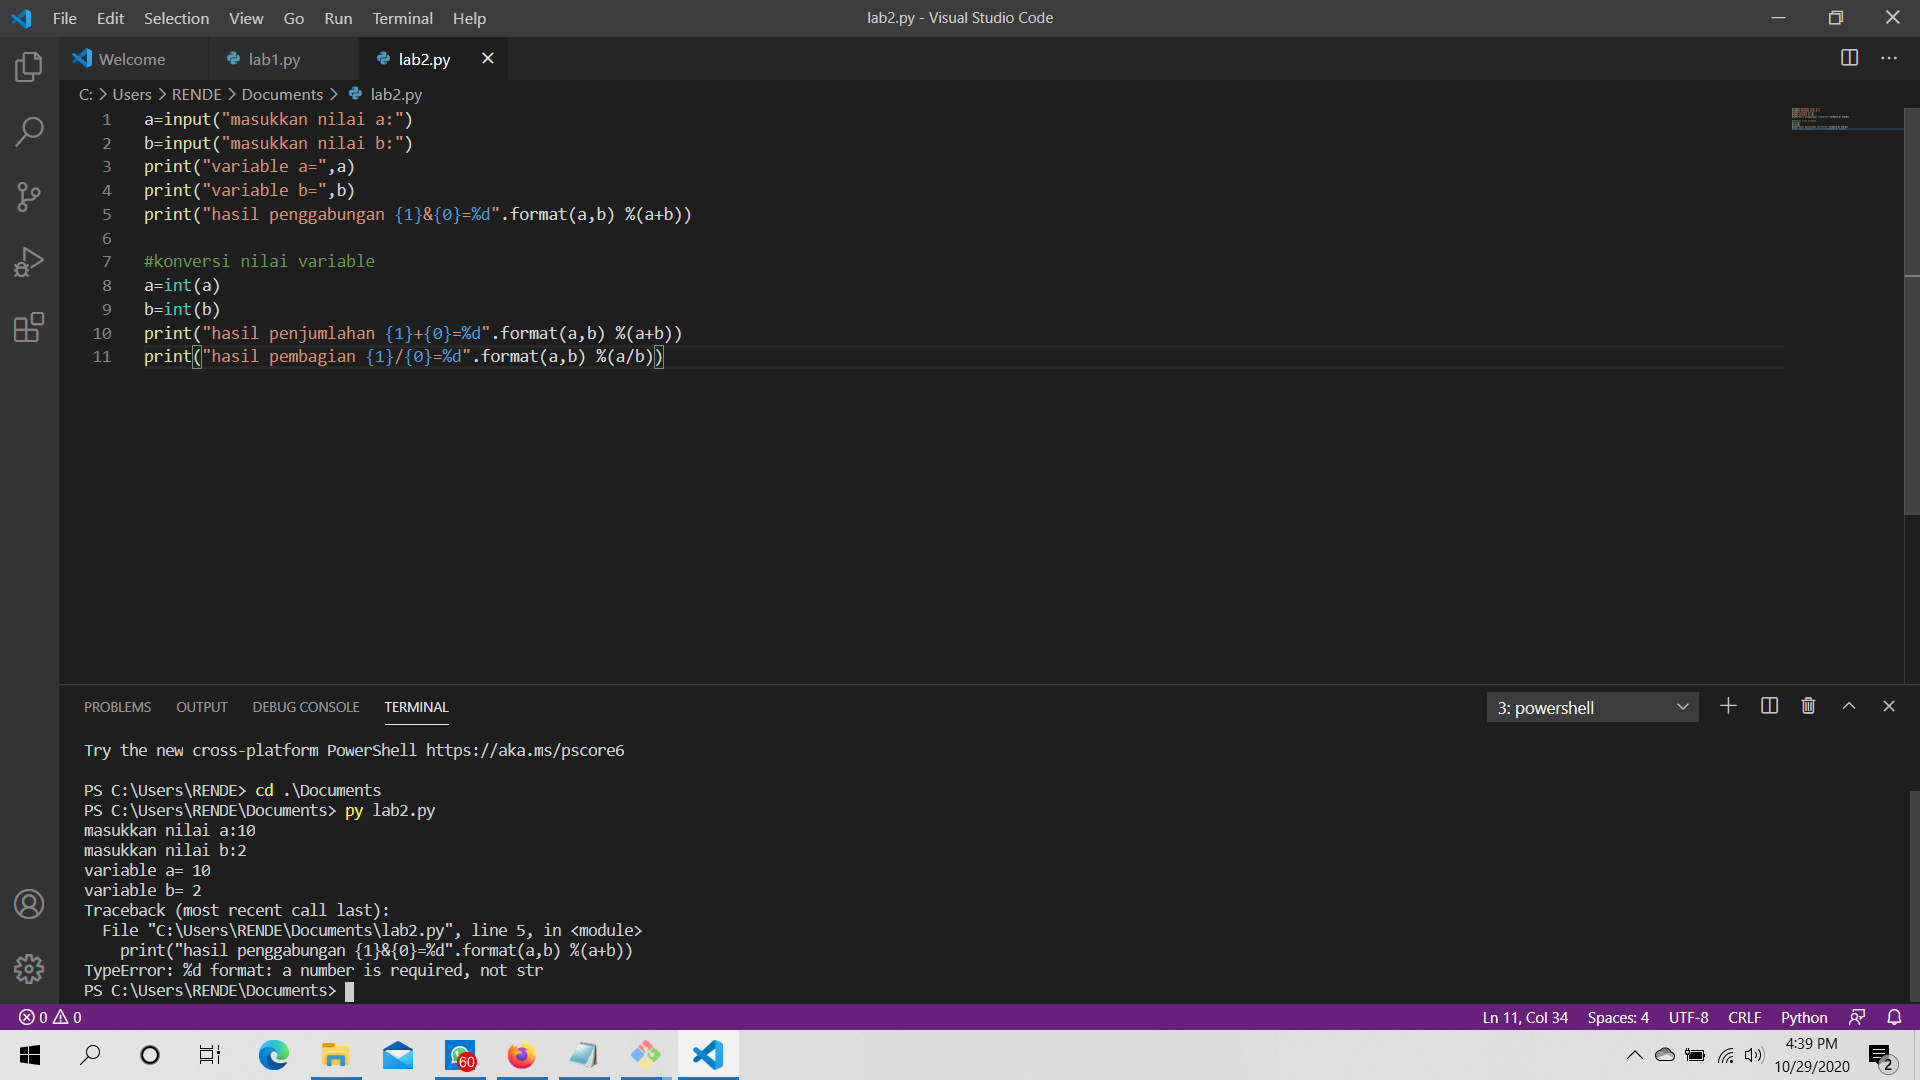 File Edit Selection View Go Run Terminal Help
lab2.py - Visual Studio Code
Welcome lab1.py lab2.py
C: > Users > RENDE > Documents > lab2.py
1 a=input("masukkan nilai a:")
2 b=input("masukkan nilai b:")
3 print("variable a=",a)
4 print("variable b=",b)
5 print("hasil penggabungan {1}&{0}=%d".format(a,b) %(a+b))
6
7 #konversi nilai variable
8 a=int(a)
9 b=int(b)
10 print("hasil penjumlahan {1}+{0}=%d".format(a,b) %(a+b))
11 print("hasil pembagian {1}/{0}=%d".format(a,b) %(a/b))
PROBLEMS OUTPUT DEBUG CONSOLE TERMINAL
3: powershell
Try the new cross-platform PowerShell https://aka.ms/pscore6
PS C:\Users\RENDE> cd .\Documents
PS C:\Users\RENDE\Documents> py lab2.py
masukkan nilai a:10
masukkan nilai b:2
variable a= 10
variable b= 2
Traceback (most recent call last):
File "C:\Users\RENDE\Documents\lab2.py", line 5, in <module>
print("hasil penggabungan {1}&{0}=%d".format(a,b) %(a+b))
TypeError: %d format: a number is required, not str
PS C:\Users\RENDE\Documents>
0 0
Ln 11, Col 34 Spaces: 4 UTF-8 CRLF Python
60
4:39 PM
10/29/2020
2